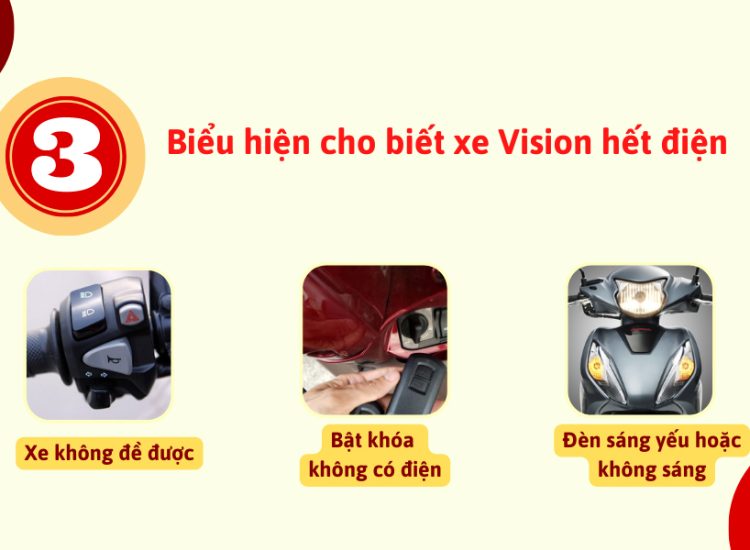 3
Biểu hiện cho biết xe Vision hết điện
Xe không đề được
Bật khóa
không có điện
Đèn sáng yếu hoặc
không sáng